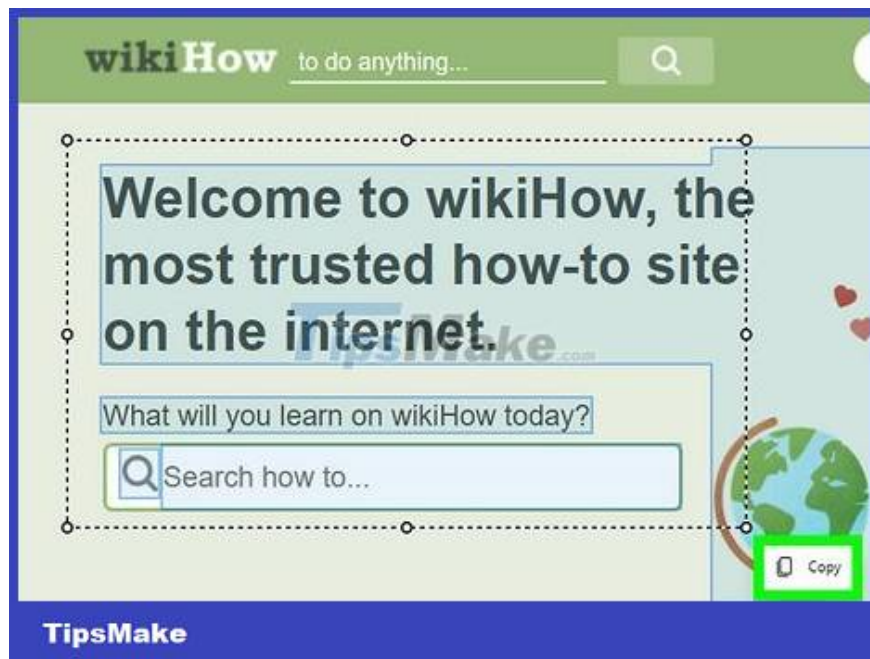 wikiHow to do anything...
Welcome to wikiHow, the
most trusted how-to site
on the internet.
TipsMake.com
What will you learn on wikiHow today?
Search how to...
Copy
TipsMake